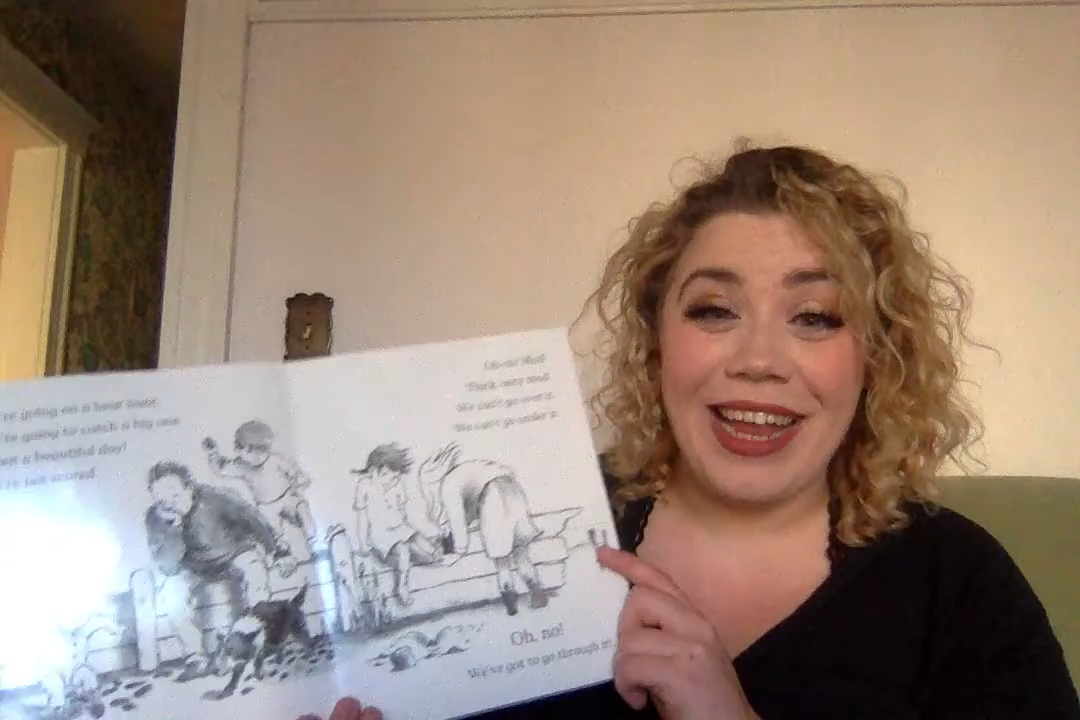 're going on a bear hunt.
're going to catch a big one.
a beautiful day!
not scared.
Uh-uh! Mud!
Thick, oozy mud.
We can't go over it.
We can't go under it.
Oh, no!
We've got to go through it!